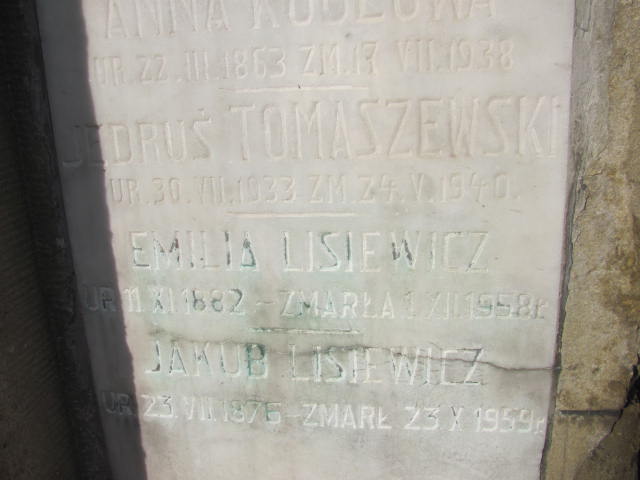 ANNA
UR. 22. III. 1863 ZM. 17 VII. 1938
JĘDRUŚ TOMASZEWSKI
UR. 30. VII. 1933 ZM. 24. V. 1940.
EMILIA LISIEWICZ
UR 11 XI 1882 - ZMARŁA 1 XII. 1958 r.
JAKUB LISIEWICZ
UR. 23. VII. 1876 - ZMARŁ 23 X 1959 r.